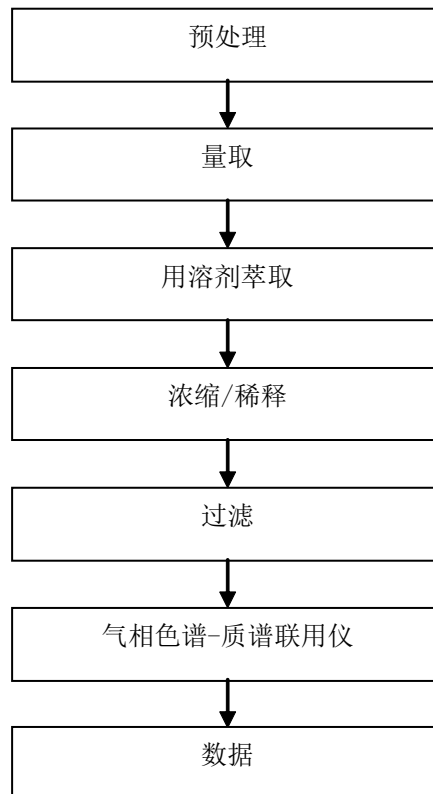 预处理
量取
用溶剂萃取
浓缩/稀释
过滤
气相色谱-质谱联用仪
数据